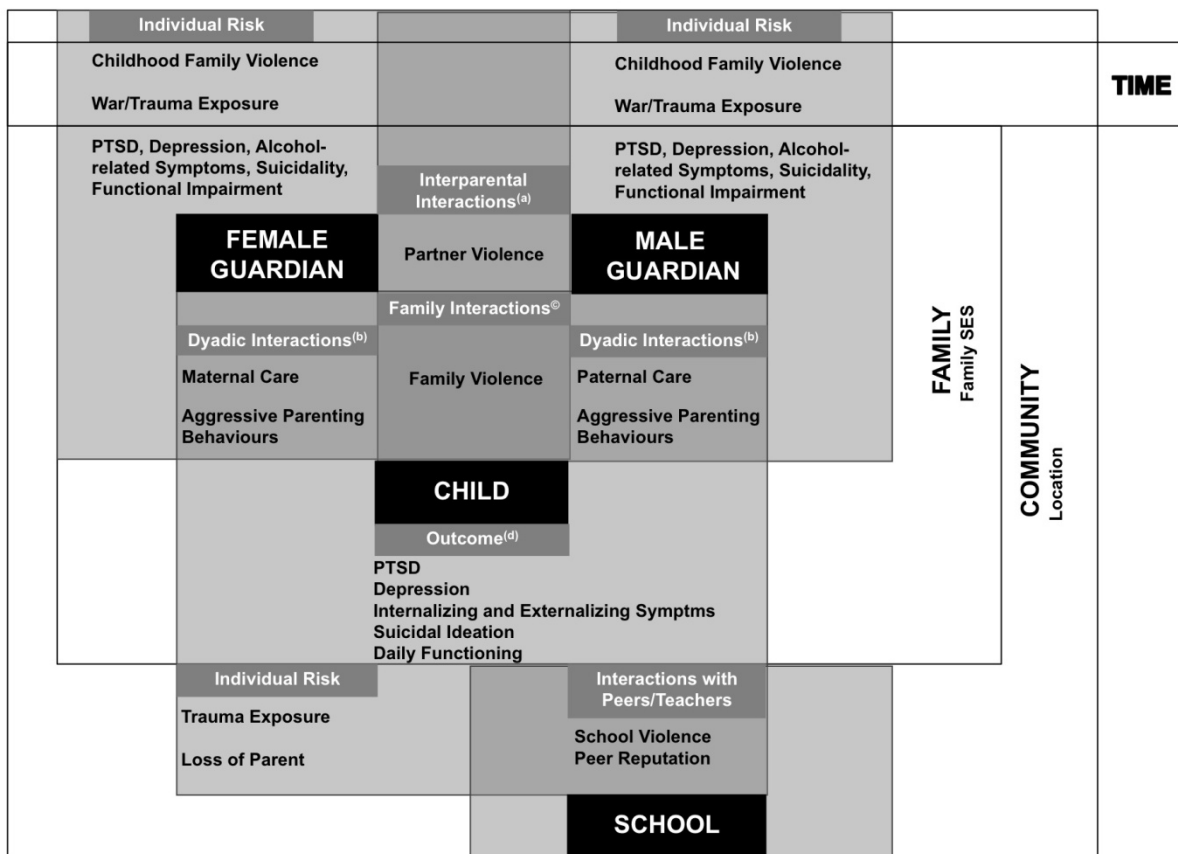 Individual Risk
Individual Risk
Childhood Family Violence
War/Trauma Exposure
Childhood Family Violence
War/Trauma Exposure
TIME
PTSD, Depression, Alcohol-
related Symptoms, Suicidality,
Functional Impairment
PTSD, Depression, Alcohol-
related Symptoms, Suicidality,
Functional Impairment
Interparental
Interactions(a)
FEMALE
GUARDIAN
Partner Violence
MALE
GUARDIAN
Family Interactions©
Dyadic Interactions(b)
Dyadic Interactions(b)
Maternal Care
Aggressive Parenting
Behaviours
Family Violence
Paternal Care
Aggressive Parenting
Behaviours
FAMILY
Family SES
COMMUNITY
Location
CHILD
Outcome(d)
PTSD
Depression
Internalizing and Externalizing Symptms
Suicidal Ideation
Daily Functioning
Individual Risk
Trauma Exposure
Loss of Parent
Interactions with
Peers/Teachers
School Violence
Peer Reputation
SCHOOL